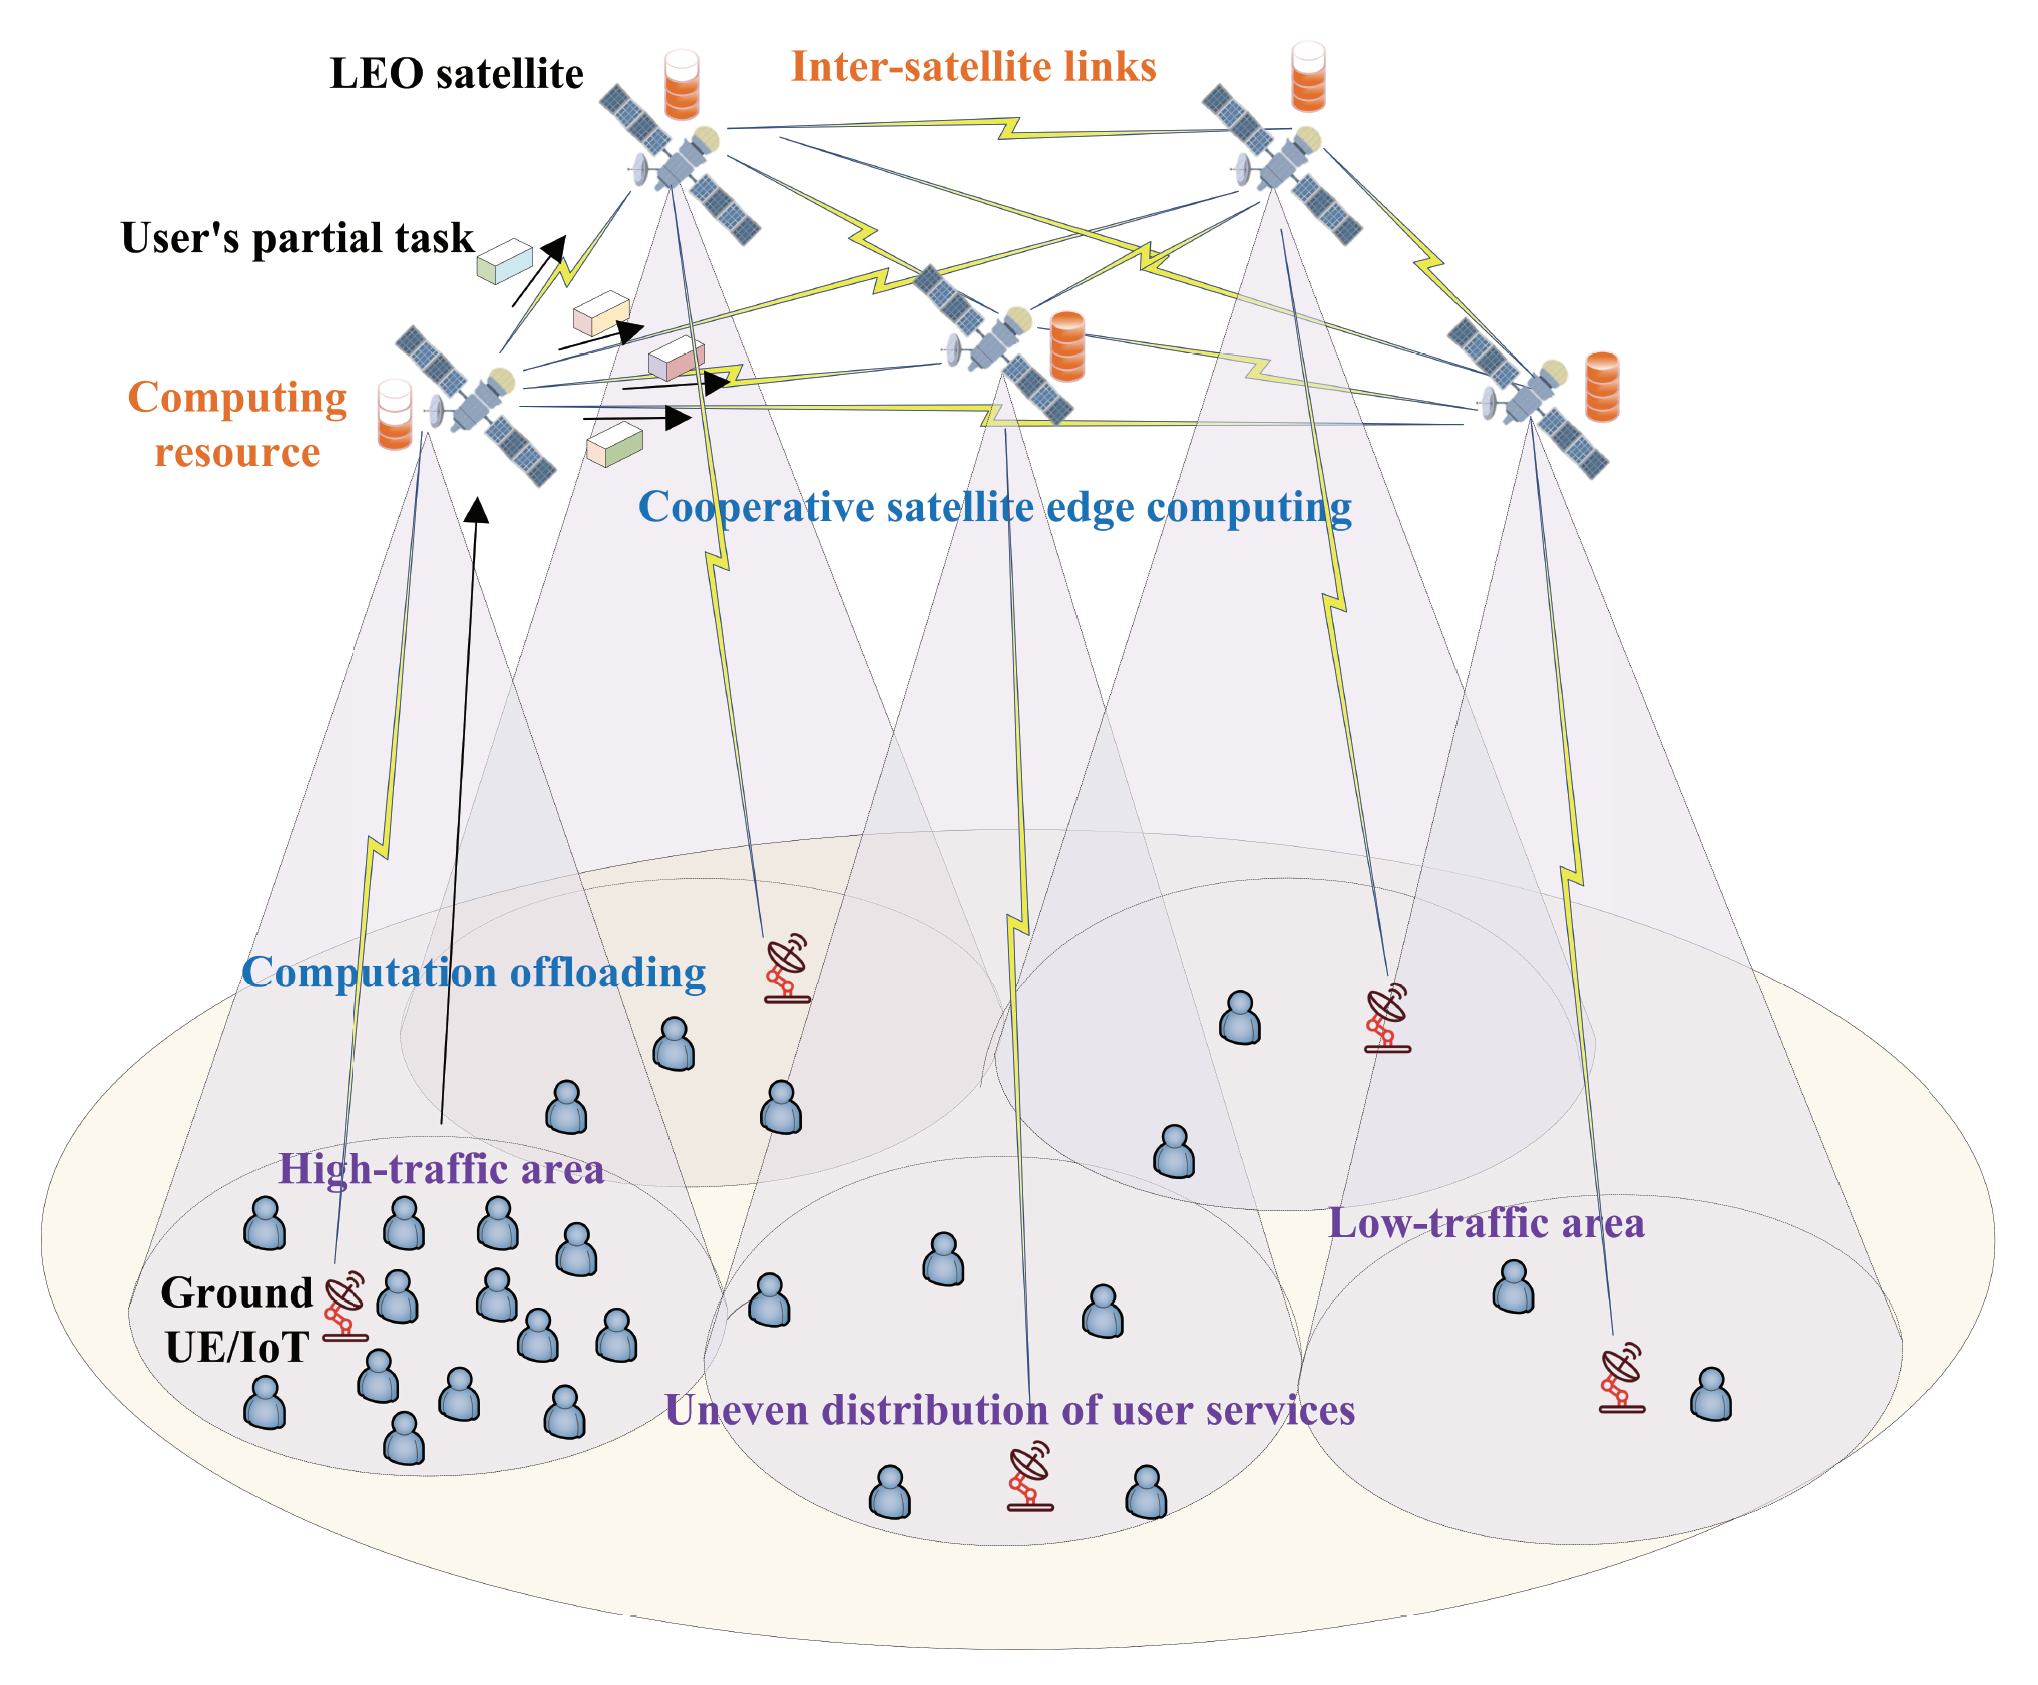 LEO satellite
Inter-satellite links
User's partial task
Computing
resource
Cooperative satellite edge computing
Computation offloading
High-traffic area
Low-traffic area
Ground
UE/IoT
Uneven distribution of user services